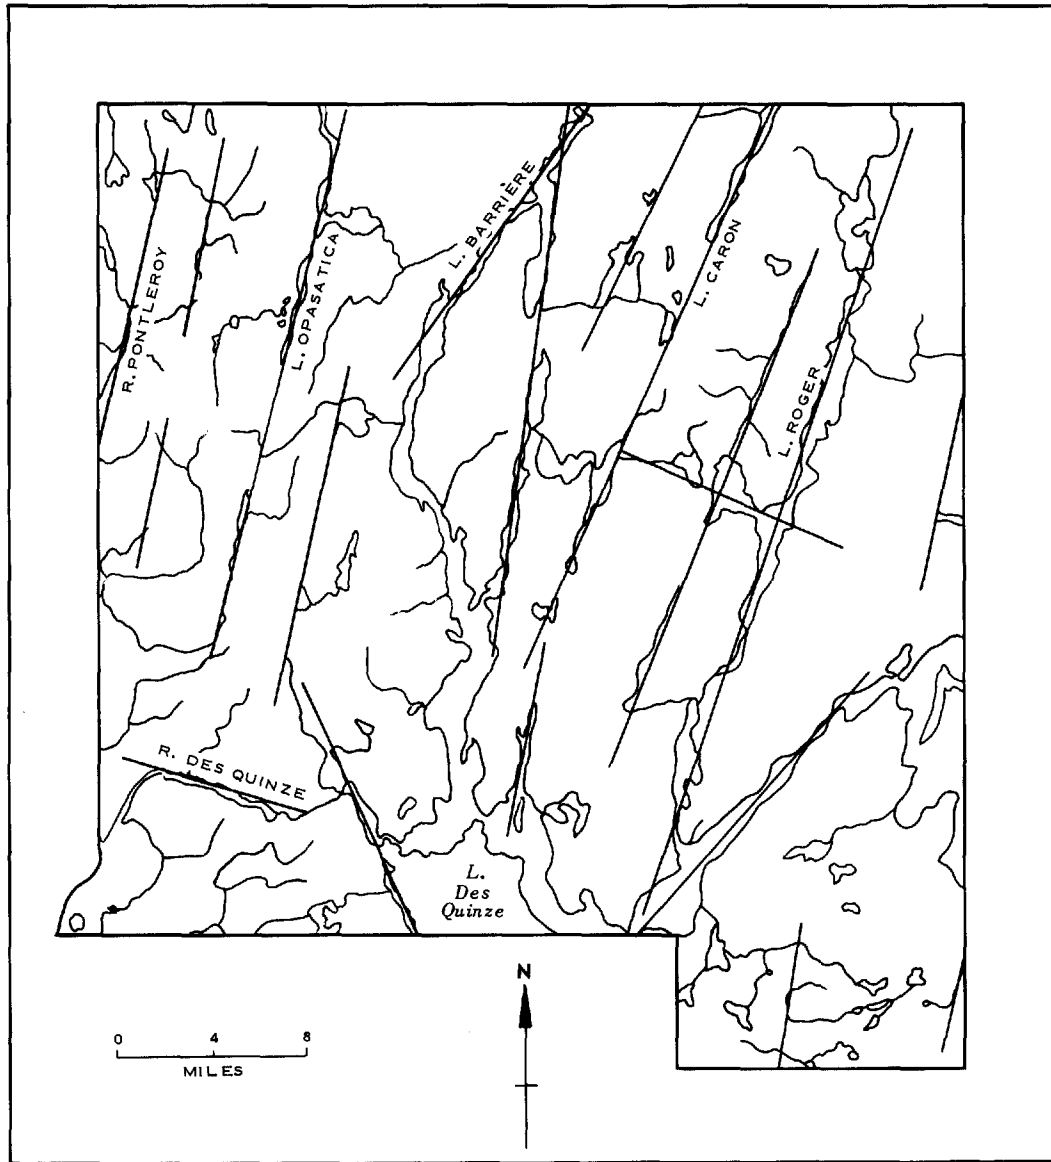 L. BARRIÈRE
L. CARON
R. PONTLEROY
L. OPASATICA
L. ROGER
R. DES QUINZE
L.
Des
Quinze
N
0 4 8
MILES